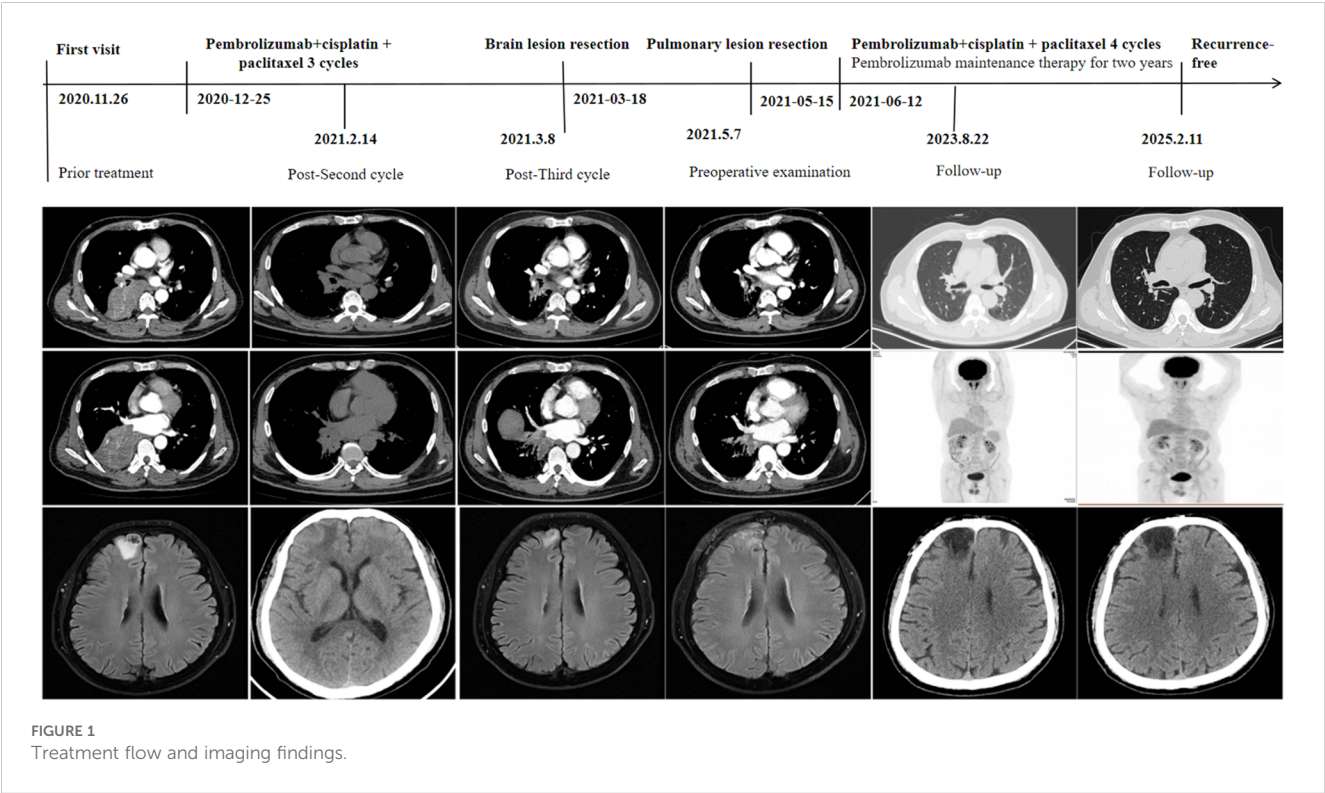 First visit
Pembrolizumab+cisplatin +
paclitaxel 3 cycles
Brain lesion resection
Pulmonary lesion resection
Pembrolizumab+cisplatin + paclitaxel 4 cycles
Pembrolizumab maintenance therapy for two years
Recurrence-
free
2020.11.26
2020-12-25
2021-03-18
2021-05-15
2021-06-12
2021.2.14
2021.3.8
2021.5.7
2023.8.22
2025.2.11
Prior treatment
Post-Second cycle
Post-Third cycle
Preoperative examination
Follow-up
Follow-up
FIGURE 1
Treatment flow and imaging findings.